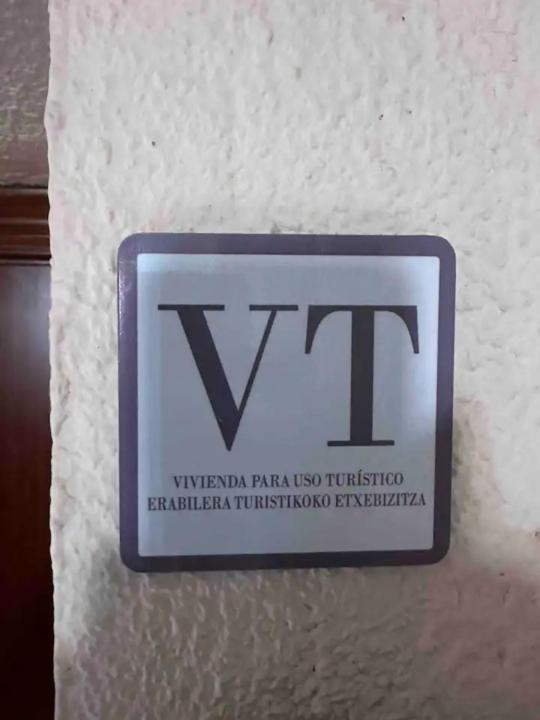 VT
VIVIENDA PARA USO TURÍSTICO
ERABILERA TURISTIKOKO ETXEBIZITZA